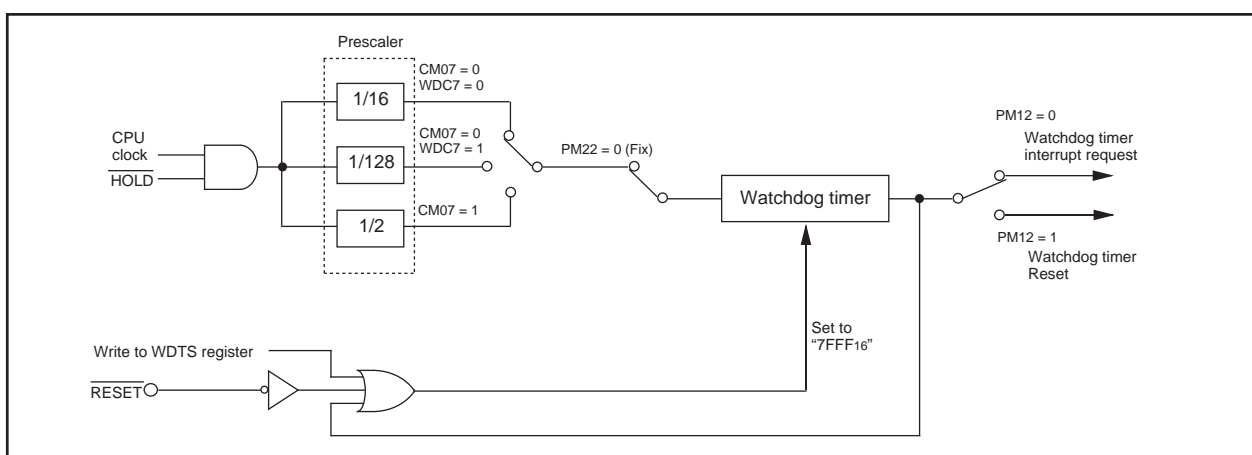 Prescaler
CM07 = 0
WDC7 = 0
1/16
CPU
clock
HOLD
CM07 = 0
WDC7 = 1
1/128
PM22 = 0 (Fix)
CM07 = 1
1/2
Watchdog timer
PM12 = 0
Watchdog timer
interrupt request
PM12 = 1
Watchdog timer
Reset
Set to
“7FFF16”
Write to WDTS register
RESET